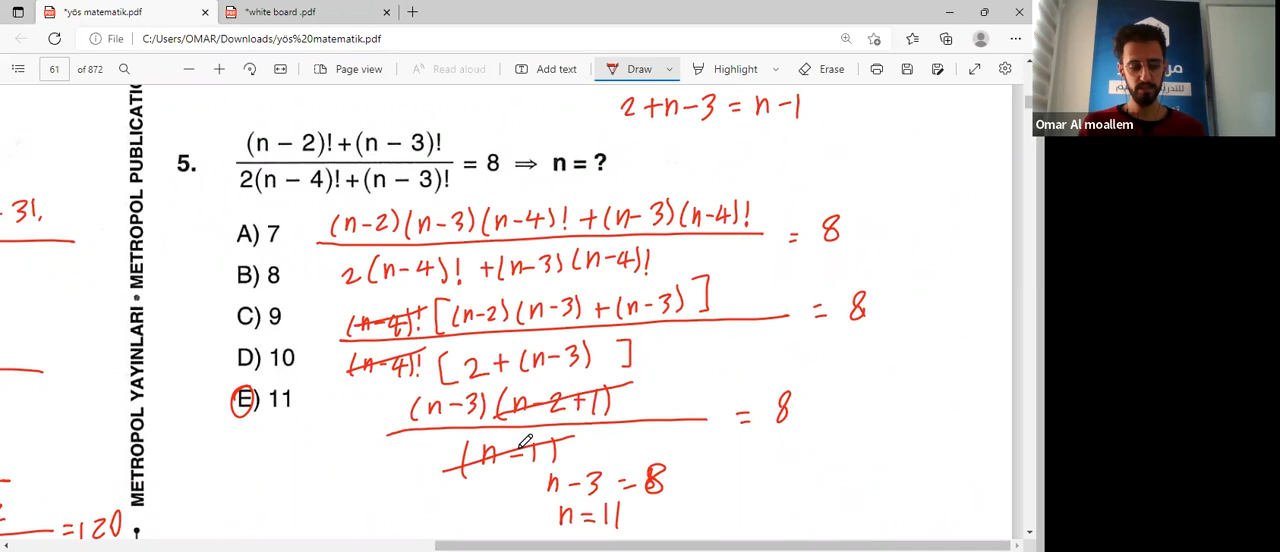 *yös matematik.pdf
*white board .pdf
File
C:/Users/OMAR/Downloads/yös%20matematik.pdf
61 of 872
Page view
Read aloud
Add text
Draw
Highlight
Erase
Omar Al moallem
METROPOL YAYINLARI • METROPOL PUBLICATI
31,
= 120
2 + n - 3 = n - 1
5. (n − 2)! + (n − 3)!
2(n − 4)! + (n − 3)! = 8 ⇒ n = ?
A) 7
B) 8
C) 9
D) 10
E) 11
(n-2)(n-3)(n-4)! + (n-3)(n-4)!
2(n-4)! + (n-3)(n-4)! = 8
(n-4)! [(n-2)(n-3) + (n-3)]
(n-4)! [2 + (n-3)] = 8
(n-3)(n-2+1)
(n-1) = 8
n - 3 = 8
n = 11